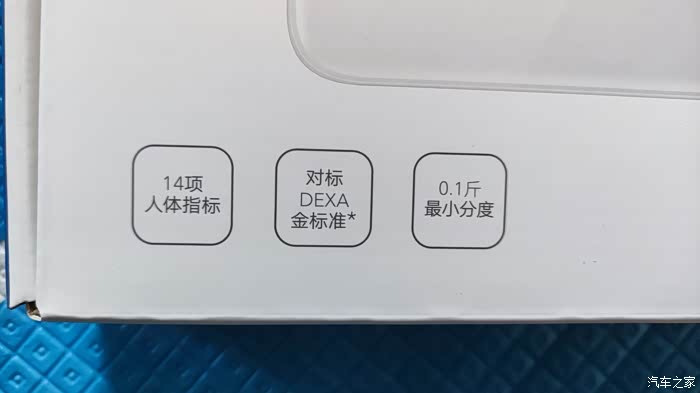 14项
人体指标
对标
DEXA
金标准*
0.1斤
最小分度
汽车之家